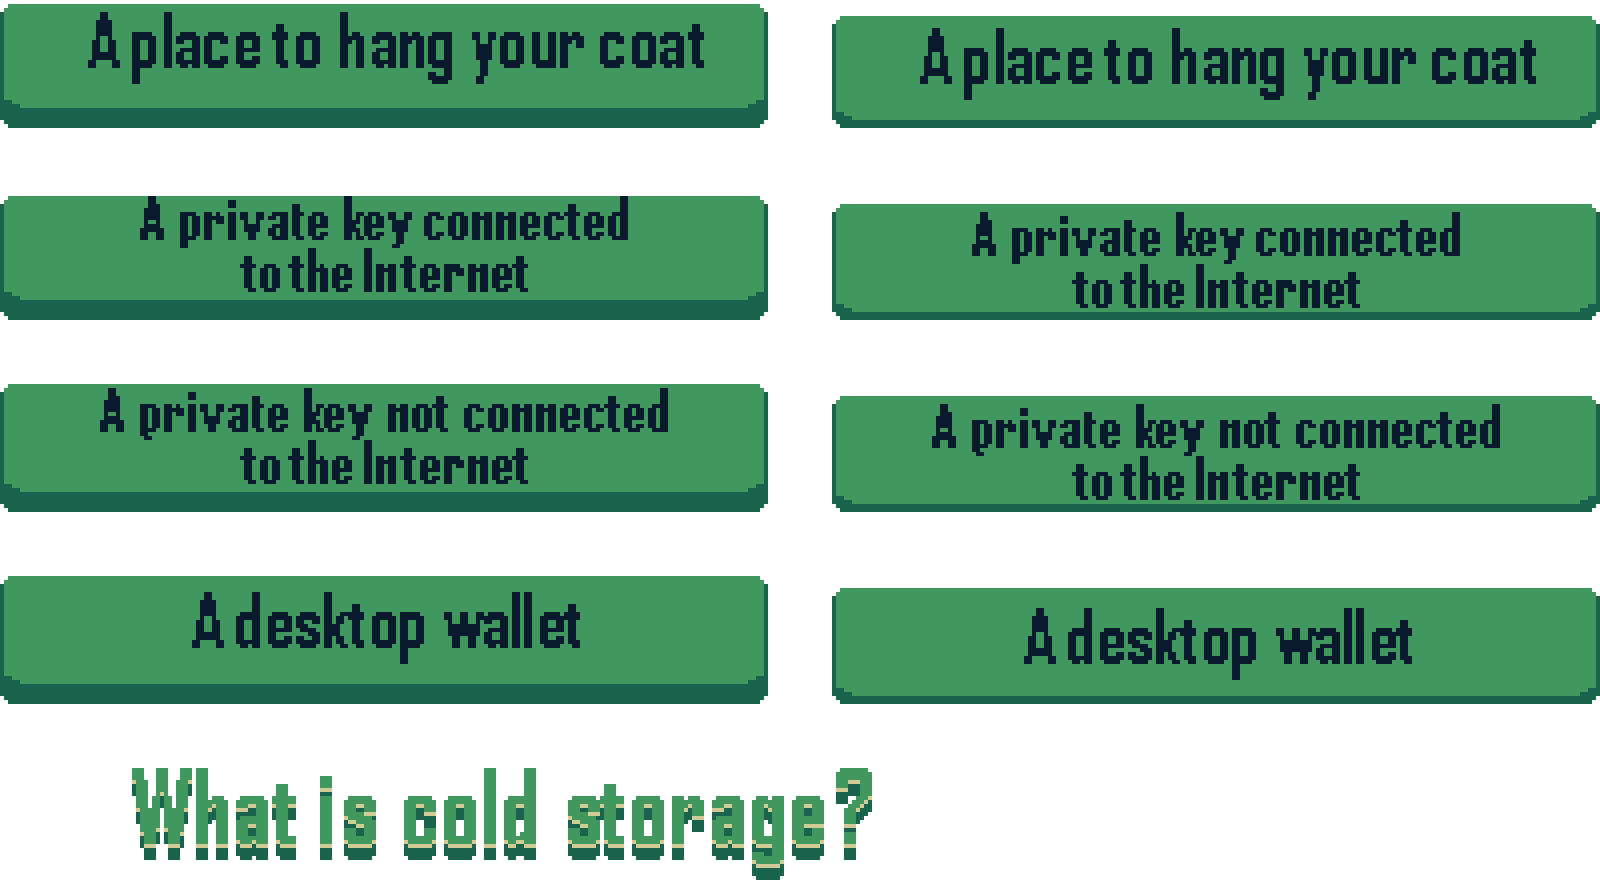 A place to hang your coat
A place to hang your coat
A private key connected
to the Internet
A private key connected
to the Internet
A private key not connected
to the Internet
A private key not connected
to the Internet
A desktop wallet
A desktop wallet
What is cold storage?